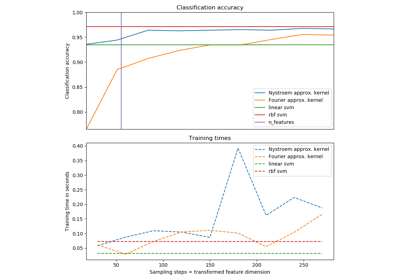 Classification accuracy
1.00
0.95
0.90
0.85
0.80
Classification accuracy
Nystroem approx. kernel
Fourier approx. kernel
linear svm
rbf svm
n_features
Training times
0.40
0.35
0.30
0.25
0.20
0.15
0.10
0.05
Training time in seconds
Nystroem approx. kernel
Fourier approx. kernel
linear svm
rbf svm
50
100
150
200
250
Sampling steps = transformed feature dimension